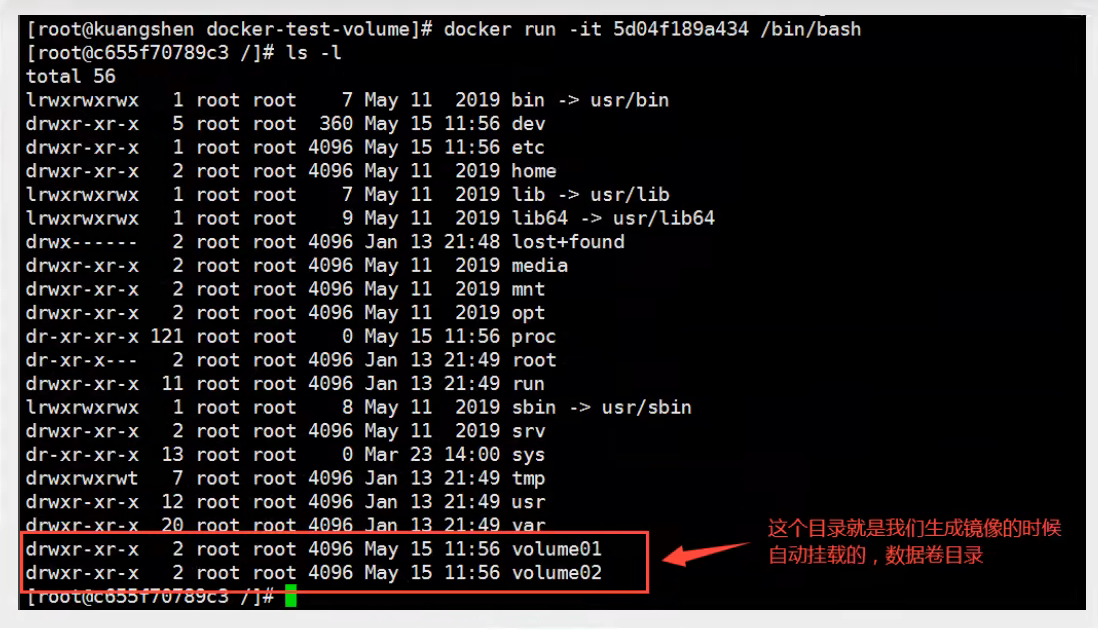 [root@kuangshen docker-test-volume]# docker run -it 5d04f189a434 /bin/bash
[root@c655f70789c3 /]# ls -l
total 56
lrwxrwxrwx   1 root root    7 May 11  2019 bin -> usr/bin
drwxr-xr-x   5 root root  360 May 15 11:56 dev
drwxr-xr-x   1 root root 4096 May 15 11:56 etc
drwxr-xr-x   2 root root 4096 May 11  2019 home
lrwxrwxrwx   1 root root    7 May 11  2019 lib -> usr/lib
lrwxrwxrwx   1 root root    9 May 11  2019 lib64 -> usr/lib64
drwx------   2 root root 4096 Jan 13 21:48 lost+found
drwxr-xr-x   2 root root 4096 May 11  2019 media
drwxr-xr-x   2 root root 4096 May 11  2019 mnt
drwxr-xr-x   2 root root 4096 May 11  2019 opt
dr-xr-xr-x 121 root root    0 May 15 11:56 proc
dr-xr-x---   2 root root 4096 Jan 13 21:49 root
drwxr-xr-x  11 root root 4096 Jan 13 21:49 run
lrwxrwxrwx   1 root root    8 May 11  2019 sbin -> usr/sbin
drwxr-xr-x   2 root root 4096 May 11  2019 srv
dr-xr-xr-x  13 root root    0 Mar 23 14:00 sys
drwxrwxrwt   7 root root 4096 Jan 13 21:49 tmp
drwxr-xr-x  12 root root 4096 Jan 13 21:49 usr
drwxr-xr-x  20 root root 4096 Jan 13 21:49 var
drwxr-xr-x   2 root root 4096 May 15 11:56 volume01
drwxr-xr-x   2 root root 4096 May 15 11:56 volume02
[root@c655f70789c3 /]#
这个目录就是我们生成镜像的时候
自动挂载的，数据卷目录